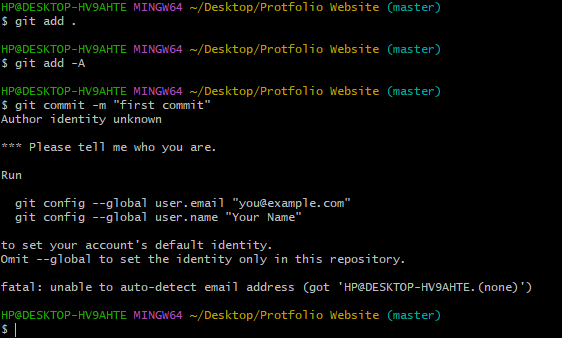 HP@DESKTOP-HV9AHTE MINGW64 ~/Desktop/Protfolio Website (master)
$ git add .
HP@DESKTOP-HV9AHTE MINGW64 ~/Desktop/Protfolio Website (master)
$ git add -A
HP@DESKTOP-HV9AHTE MINGW64 ~/Desktop/Protfolio Website (master)
$ git commit -m "first commit"
Author identity unknown
*** Please tell me who you are.
Run
git config --global user.email "you@example.com"
git config --global user.name "Your Name"
to set your account's default identity.
Omit --global to set the identity only in this repository.
fatal: unable to auto-detect email address (got 'HP@DESKTOP-HV9AHTE.(none)')
HP@DESKTOP-HV9AHTE MINGW64 ~/Desktop/Protfolio Website (master)
$